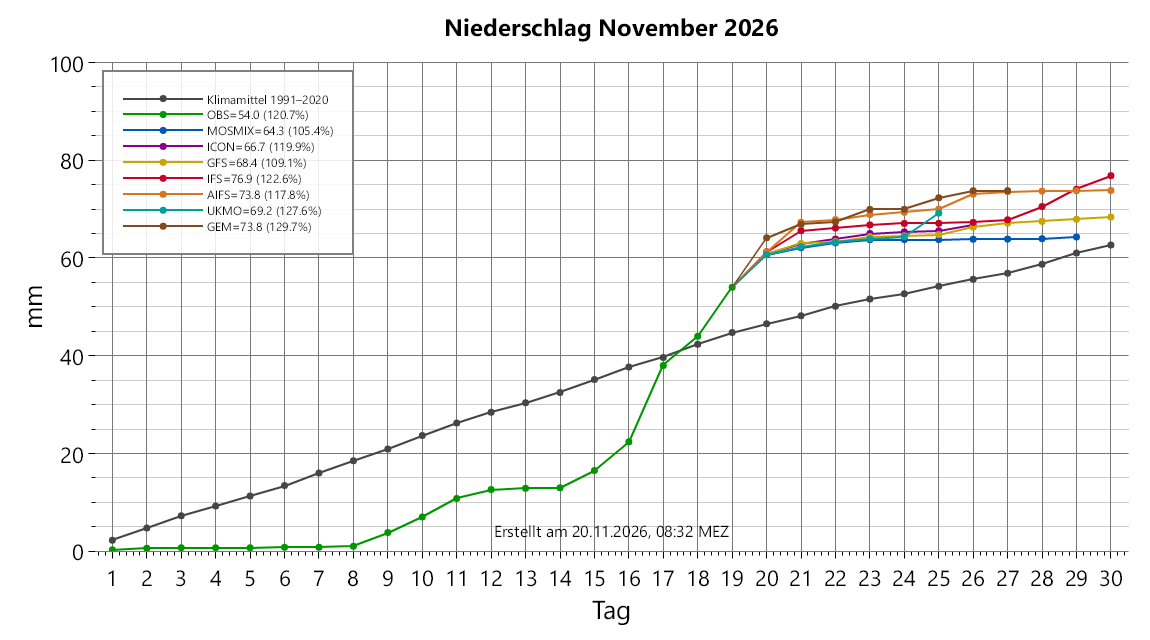 Niederschlag November 2026
100
80
60
40
20
0
mm
Klimamittel 1991–2020
OBS=54.0 (120.7%)
MOSMIX=64.3 (105.4%)
ICON=66.7 (119.9%)
GFS=68.4 (109.1%)
IFS=76.9 (122.6%)
AIFS=73.8 (117.8%)
UKMO=69.2 (127.6%)
GEM=73.8 (129.7%)
Erstellt am 20.11.2026, 08:32 MEZ
1 2 3 4 5 6 7 8 9 10 11 12 13 14 15 16 17 18 19 20 21 22 23 24 25 26 27 28 29 30
Tag